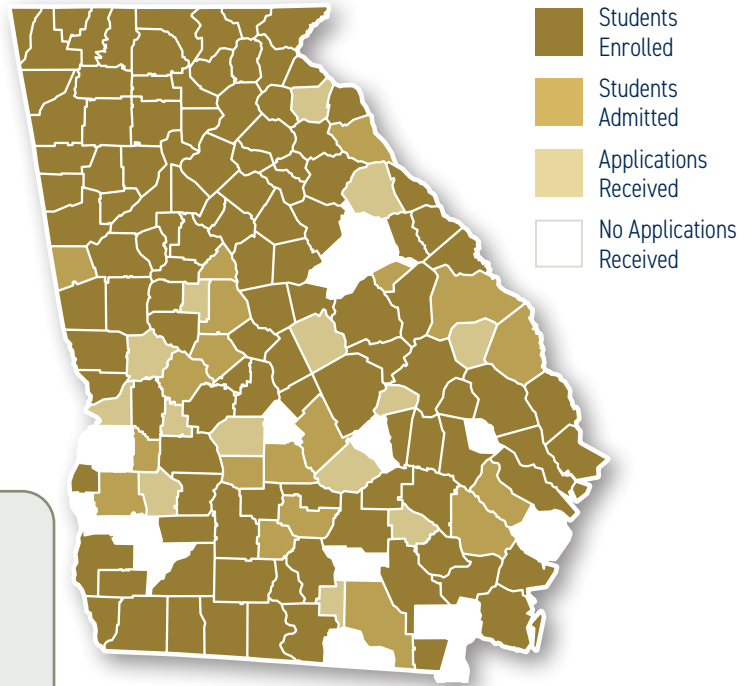 Students
Enrolled
Students
Admitted
Applications
Received
No Applications
Received